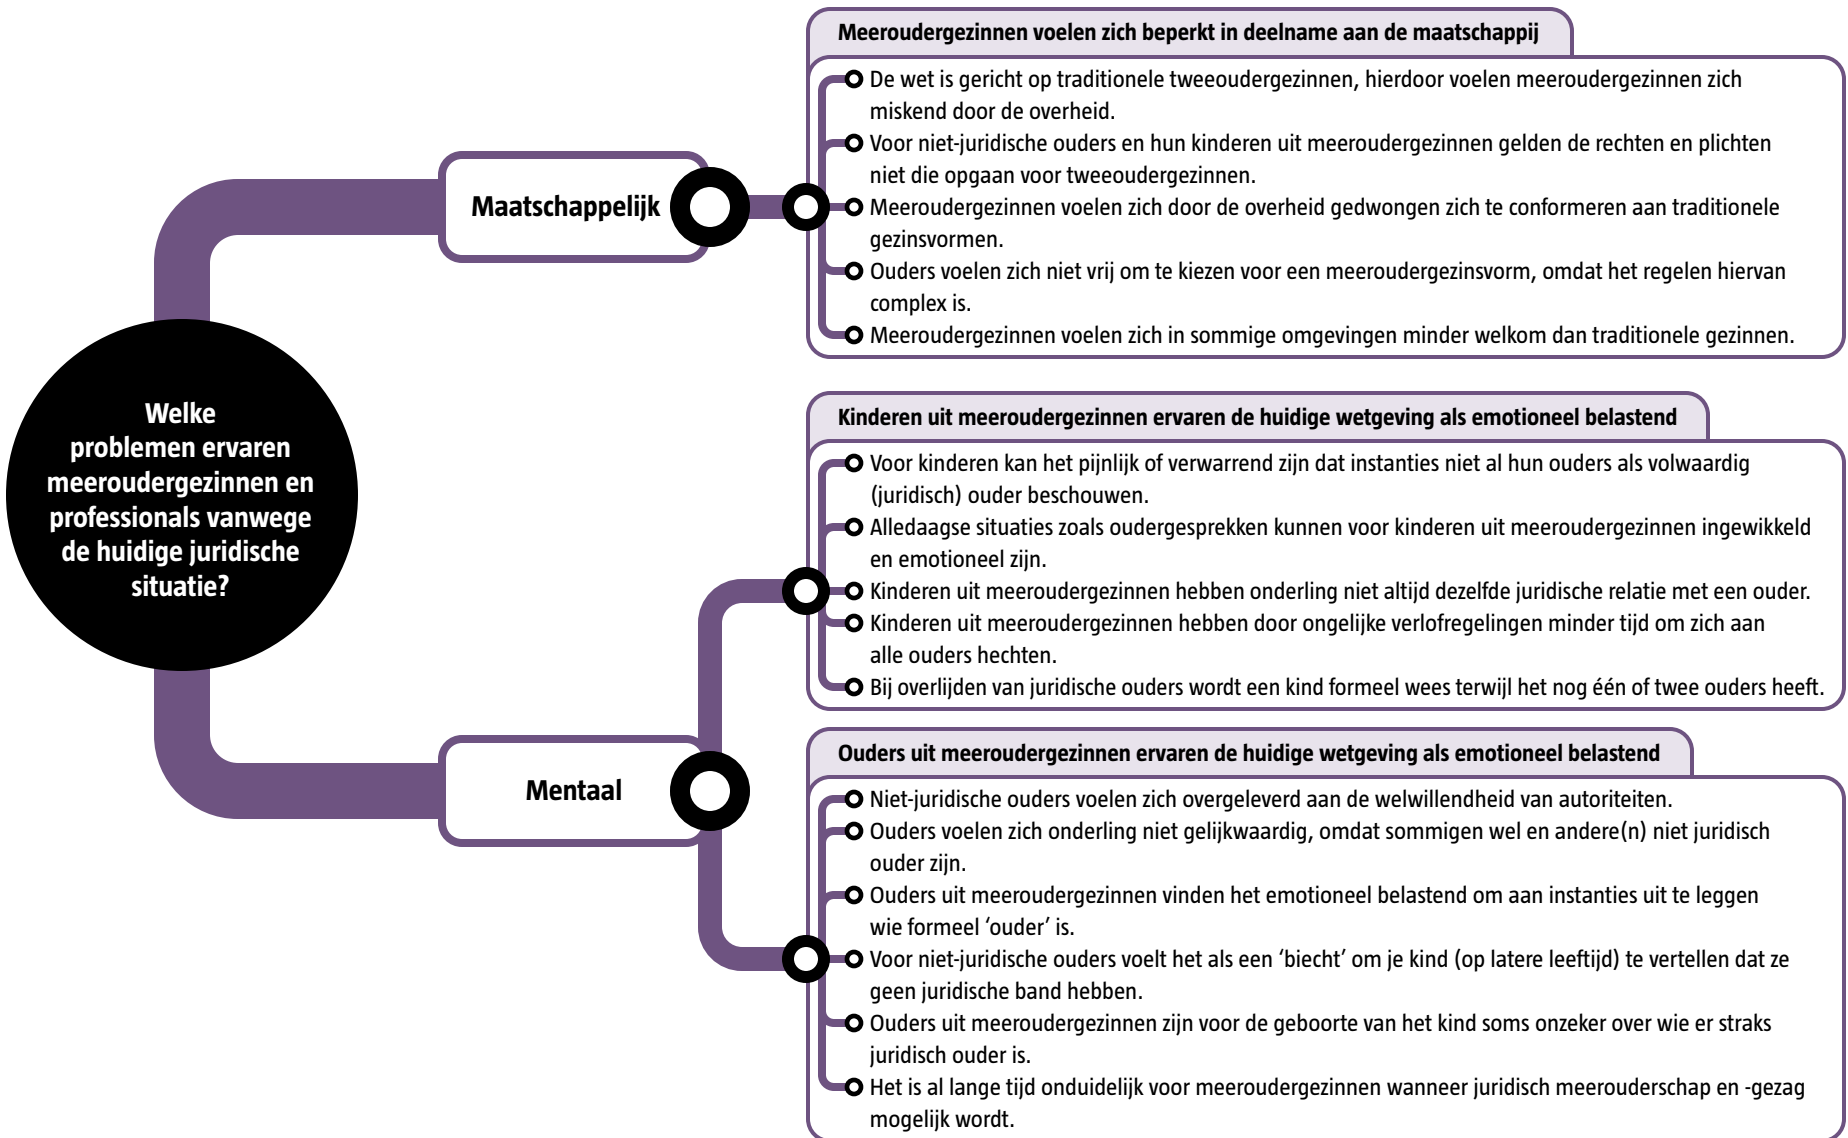 Welke
problemen ervaren
meeroudergezinnen en
professionals vanwege
de huidige juridische
situatie?
Maatschappelijk
Meeroudergezinnen voelen zich beperkt in deelname aan de maatschappij
De wet is gericht op traditionele tweeoudergezinnen, hierdoor voelen meeroudergezinnen zich
miskend door de overheid.
Voor niet-juridische ouders en hun kinderen uit meeroudergezinnen gelden de rechten en plichten
niet die opgaan voor tweeoudergezinnen.
Meeroudergezinnen voelen zich door de overheid gedwongen zich te conformeren aan traditionele
gezinsvormen.
Ouders voelen zich niet vrij om te kiezen voor een meeroudergezinsvorm, omdat het regelen hiervan
complex is.
Meeroudergezinnen voelen zich in sommige omgevingen minder welkom dan traditionele gezinnen.
Mentaal
Kinderen uit meeroudergezinnen ervaren de huidige wetgeving als emotioneel belastend
Voor kinderen kan het pijnlijk of verwarrend zijn dat instanties niet al hun ouders als volwaardig
(juridisch) ouder beschouwen.
Alledaagse situaties zoals oudergesprekken kunnen voor kinderen uit meeroudergezinnen ingewikkeld
en emotioneel zijn.
Kinderen uit meeroudergezinnen hebben onderling niet altijd dezelfde juridische relatie met een ouder.
Kinderen uit meeroudergezinnen hebben door ongelijke verlofregelingen minder tijd om zich aan
alle ouders hechten.
Bij overlijden van juridische ouders wordt een kind formeel wees terwijl het nog één of twee ouders heeft.
Ouders uit meeroudergezinnen ervaren de huidige wetgeving als emotioneel belastend
Niet-juridische ouders voelen zich overgeleverd aan de welwillendheid van autoriteiten.
Ouders voelen zich onderling niet gelijkwaardig, omdat sommigen wel en andere(n) niet juridisch
ouder zijn.
Ouders uit meeroudergezinnen vinden het emotioneel belastend om aan instanties uit te leggen
wie formeel ‘ouder’ is.
Voor niet-juridische ouders voelt het als een ‘biecht’ om je kind (op latere leeftijd) te vertellen dat ze
geen juridische band hebben.
Ouders uit meeroudergezinnen zijn voor de geboorte van het kind soms onzeker over wie er straks
juridisch ouder is.
Het is al lange tijd onduidelijk voor meeroudergezinnen wanneer juridisch meerouderschap en -gezag
mogelijk wordt.